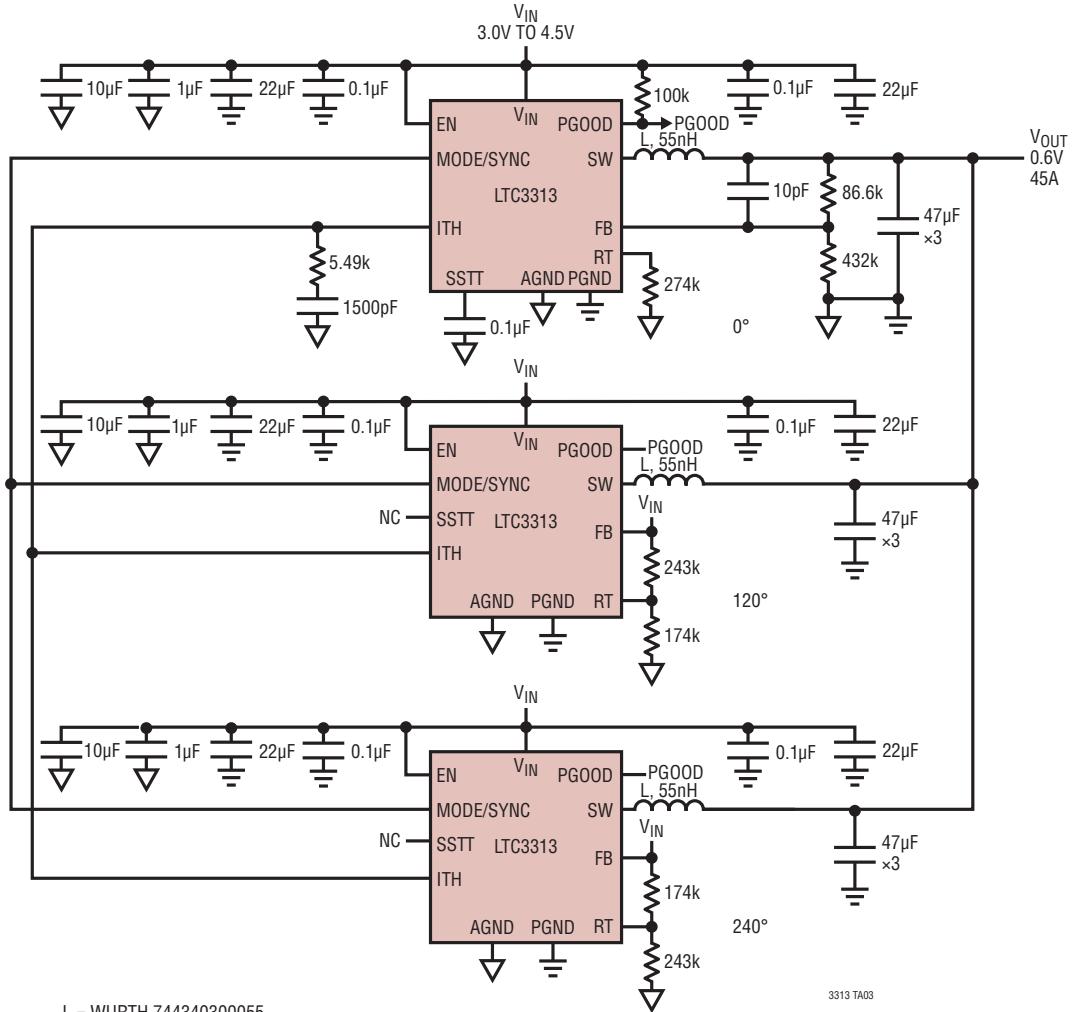 VIN
3.0V TO 4.5V
10µF
1µF
22µF
0.1µF
100k
0.1µF
22µF
VIN
EN
PGOOD
PGOOD
L, 55nH
MODE/SYNC
SW
VOUT
0.6V
45A
LTC3313
10pF
86.6k
47µF
×3
ITH
FB
5.49k
RT
432k
SSTT
AGND
PGND
274k
1500pF
0.1µF
0°
VIN
10µF
1µF
22µF
0.1µF
0.1µF
22µF
VIN
EN
PGOOD
PGOOD
L, 55nH
MODE/SYNC
SW
VIN
NC
SSTT
LTC3313
47µF
×3
FB
ITH
243k
AGND
PGND
RT
120°
174k
VIN
10µF
1µF
22µF
0.1µF
0.1µF
22µF
VIN
EN
PGOOD
PGOOD
L, 55nH
MODE/SYNC
SW
VIN
NC
SSTT
LTC3313
47µF
×3
FB
ITH
174k
AGND
PGND
RT
240°
243k
3313 TA03
L = WURTH 744340300055